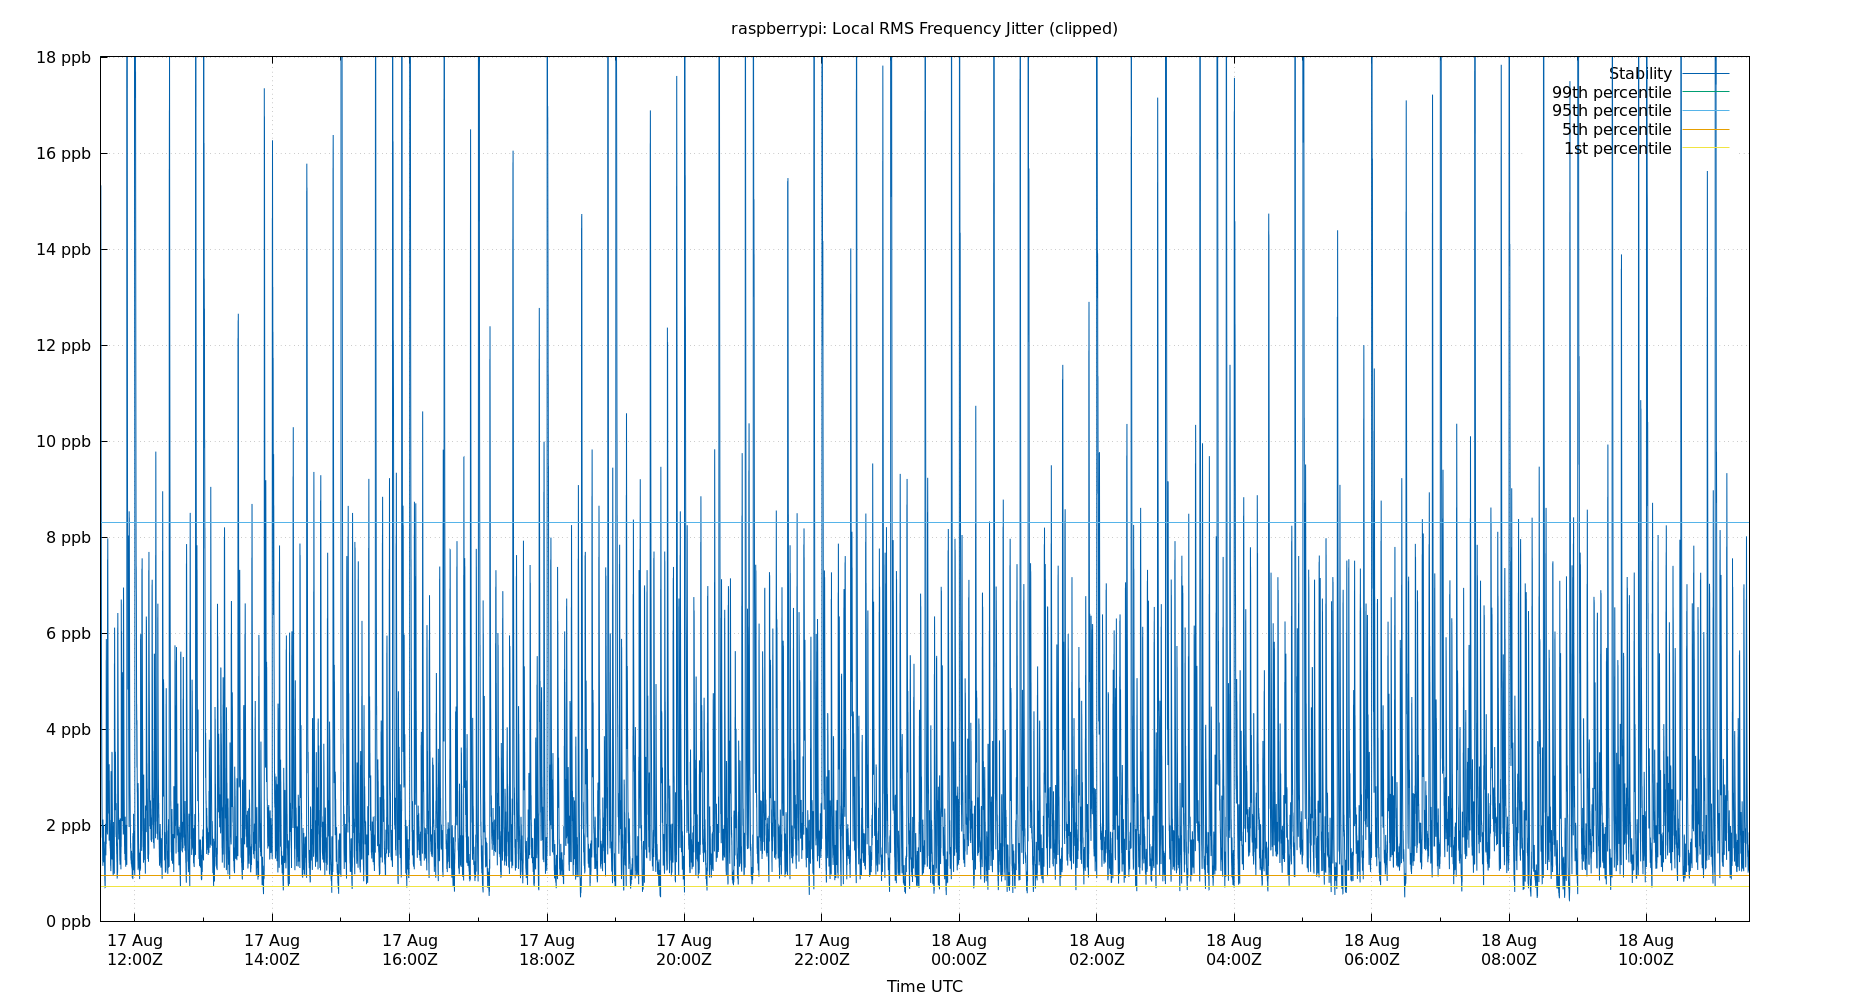 raspberrypi: Local RMS Frequency Jitter (clipped)
18 ppb
16 ppb
14 ppb
12 ppb
10 ppb
8 ppb
6 ppb
4 ppb
2 ppb
0 ppb
Stability
99th percentile
95th percentile
5th percentile
1st percentile
17 Aug 17 Aug 17 Aug 17 Aug 17 Aug 17 Aug 18 Aug 18 Aug 18 Aug 18 Aug 18 Aug 18 Aug
12:00Z 14:00Z 16:00Z 18:00Z 20:00Z 22:00Z 00:00Z 02:00Z 04:00Z 06:00Z 08:00Z 10:00Z
Time UTC